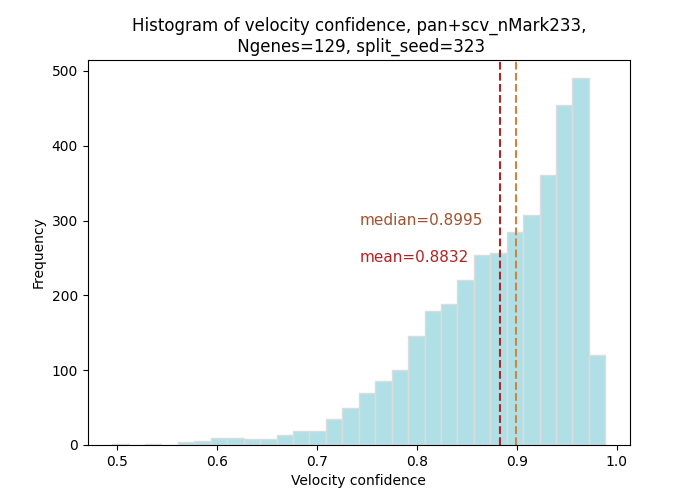 Histogram of velocity confidence, pan+scv_nMark233,
Ngenes=129, split_seed=323
500
400
300
200
100
0
Frequency
median=0.8995
mean=0.8832
0.5 0.6 0.7 0.8 0.9 1.0
Velocity confidence